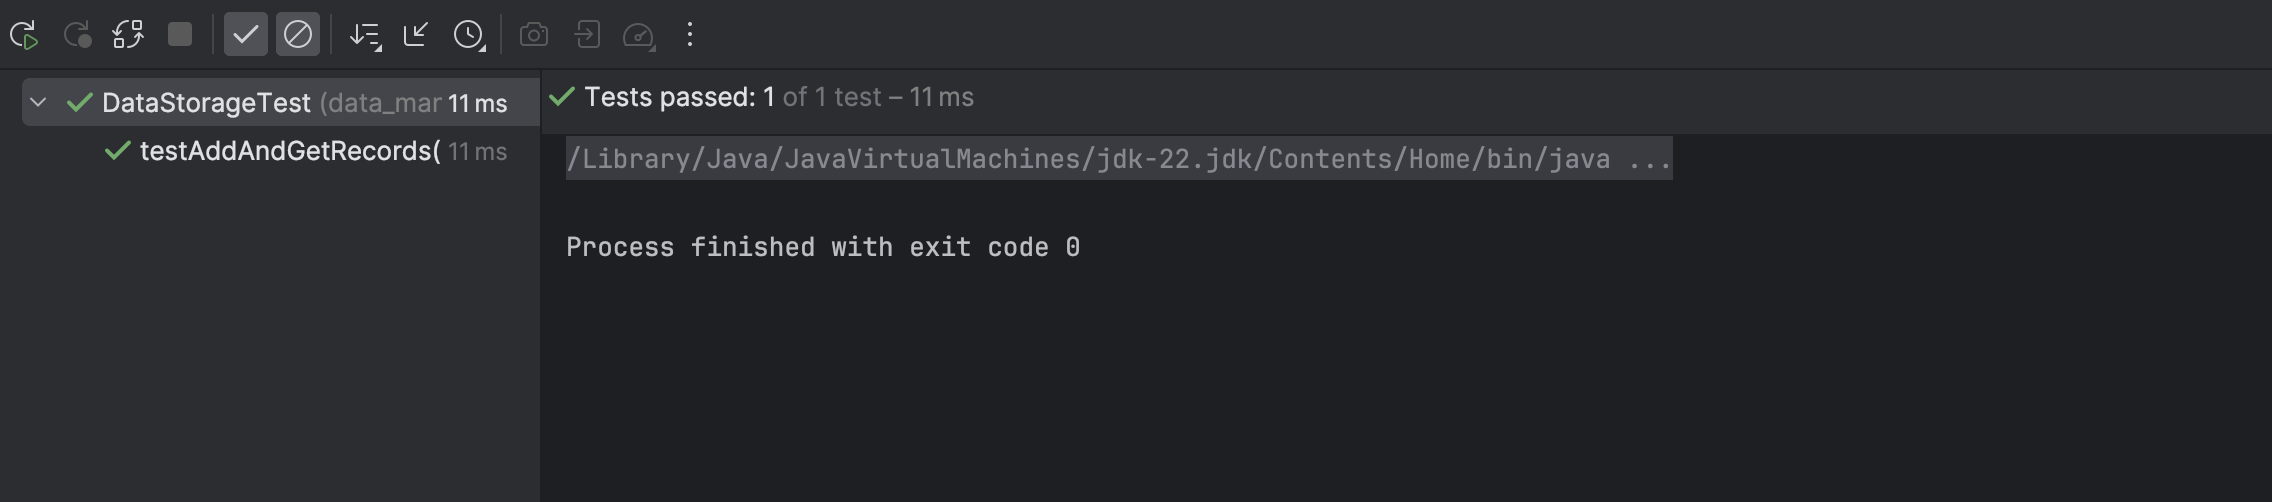 DataStorageTest (data_mar 11 ms
testAddAndGetRecords( 11 ms
Tests passed: 1 of 1 test – 11 ms
/Library/Java/JavaVirtualMachines/jdk-22.jdk/Contents/Home/bin/java ...
Process finished with exit code 0